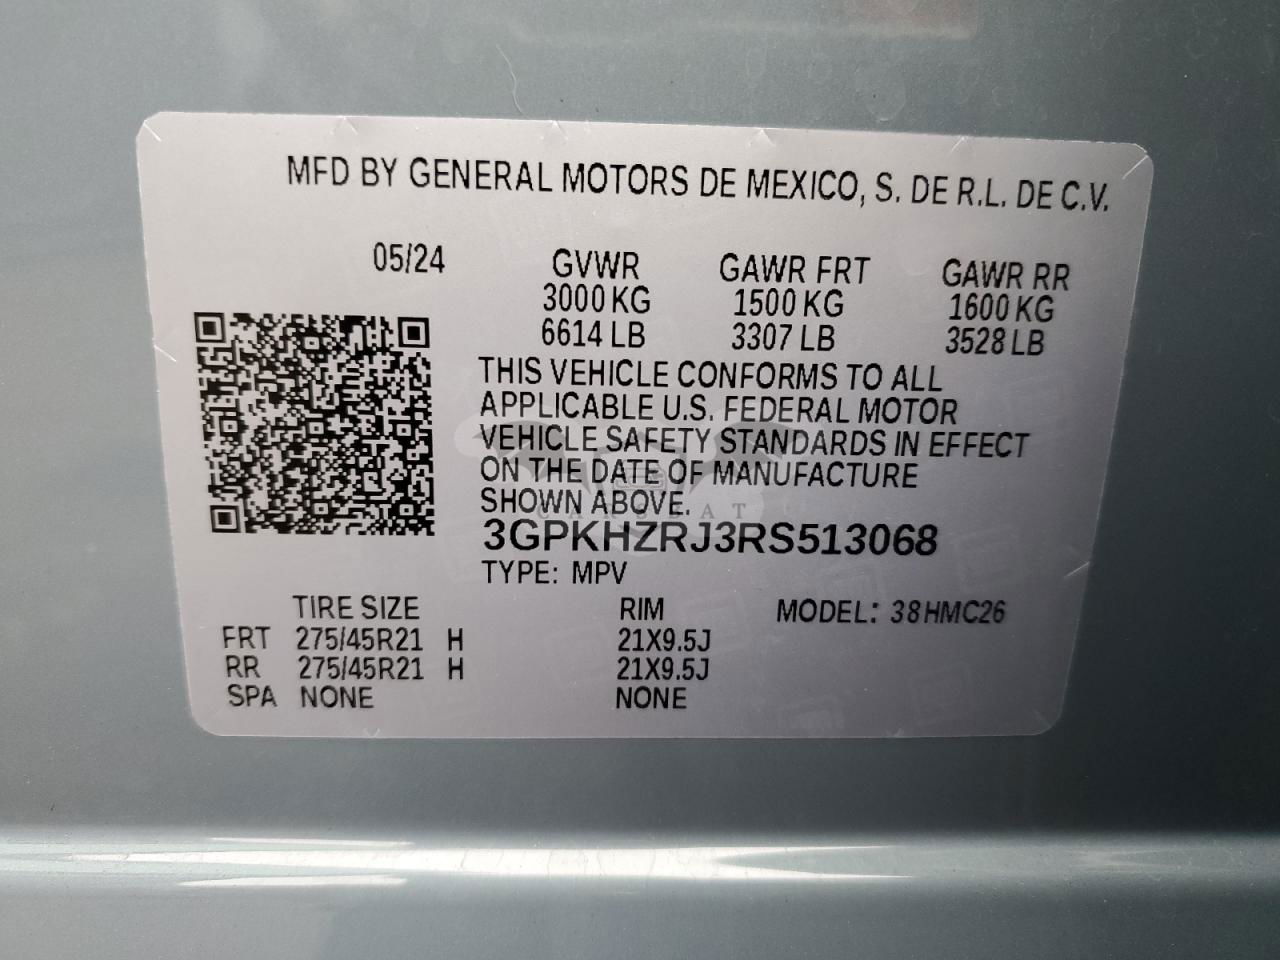 MFD BY GENERAL MOTORS DE MEXICO, S. DE R.L. DE C.V.
05/24 GVWR GAWR FRT GAWR RR
3000 KG 1500 KG 1600 KG
6614 LB 3307 LB 3528 LB
THIS VEHICLE CONFORMS TO ALL
APPLICABLE U.S. FEDERAL MOTOR
VEHICLE SAFETY STANDARDS IN EFFECT
ON THE DATE OF MANUFACTURE
SHOWN ABOVE.
3GPKHZRJ3RS513068
TYPE: MPV
TIRE SIZE RIM MODEL: 38HMC26
FRT 275/45R21 H 21X9.5J
RR 275/45R21 H 21X9.5J
SPA NONE NONE